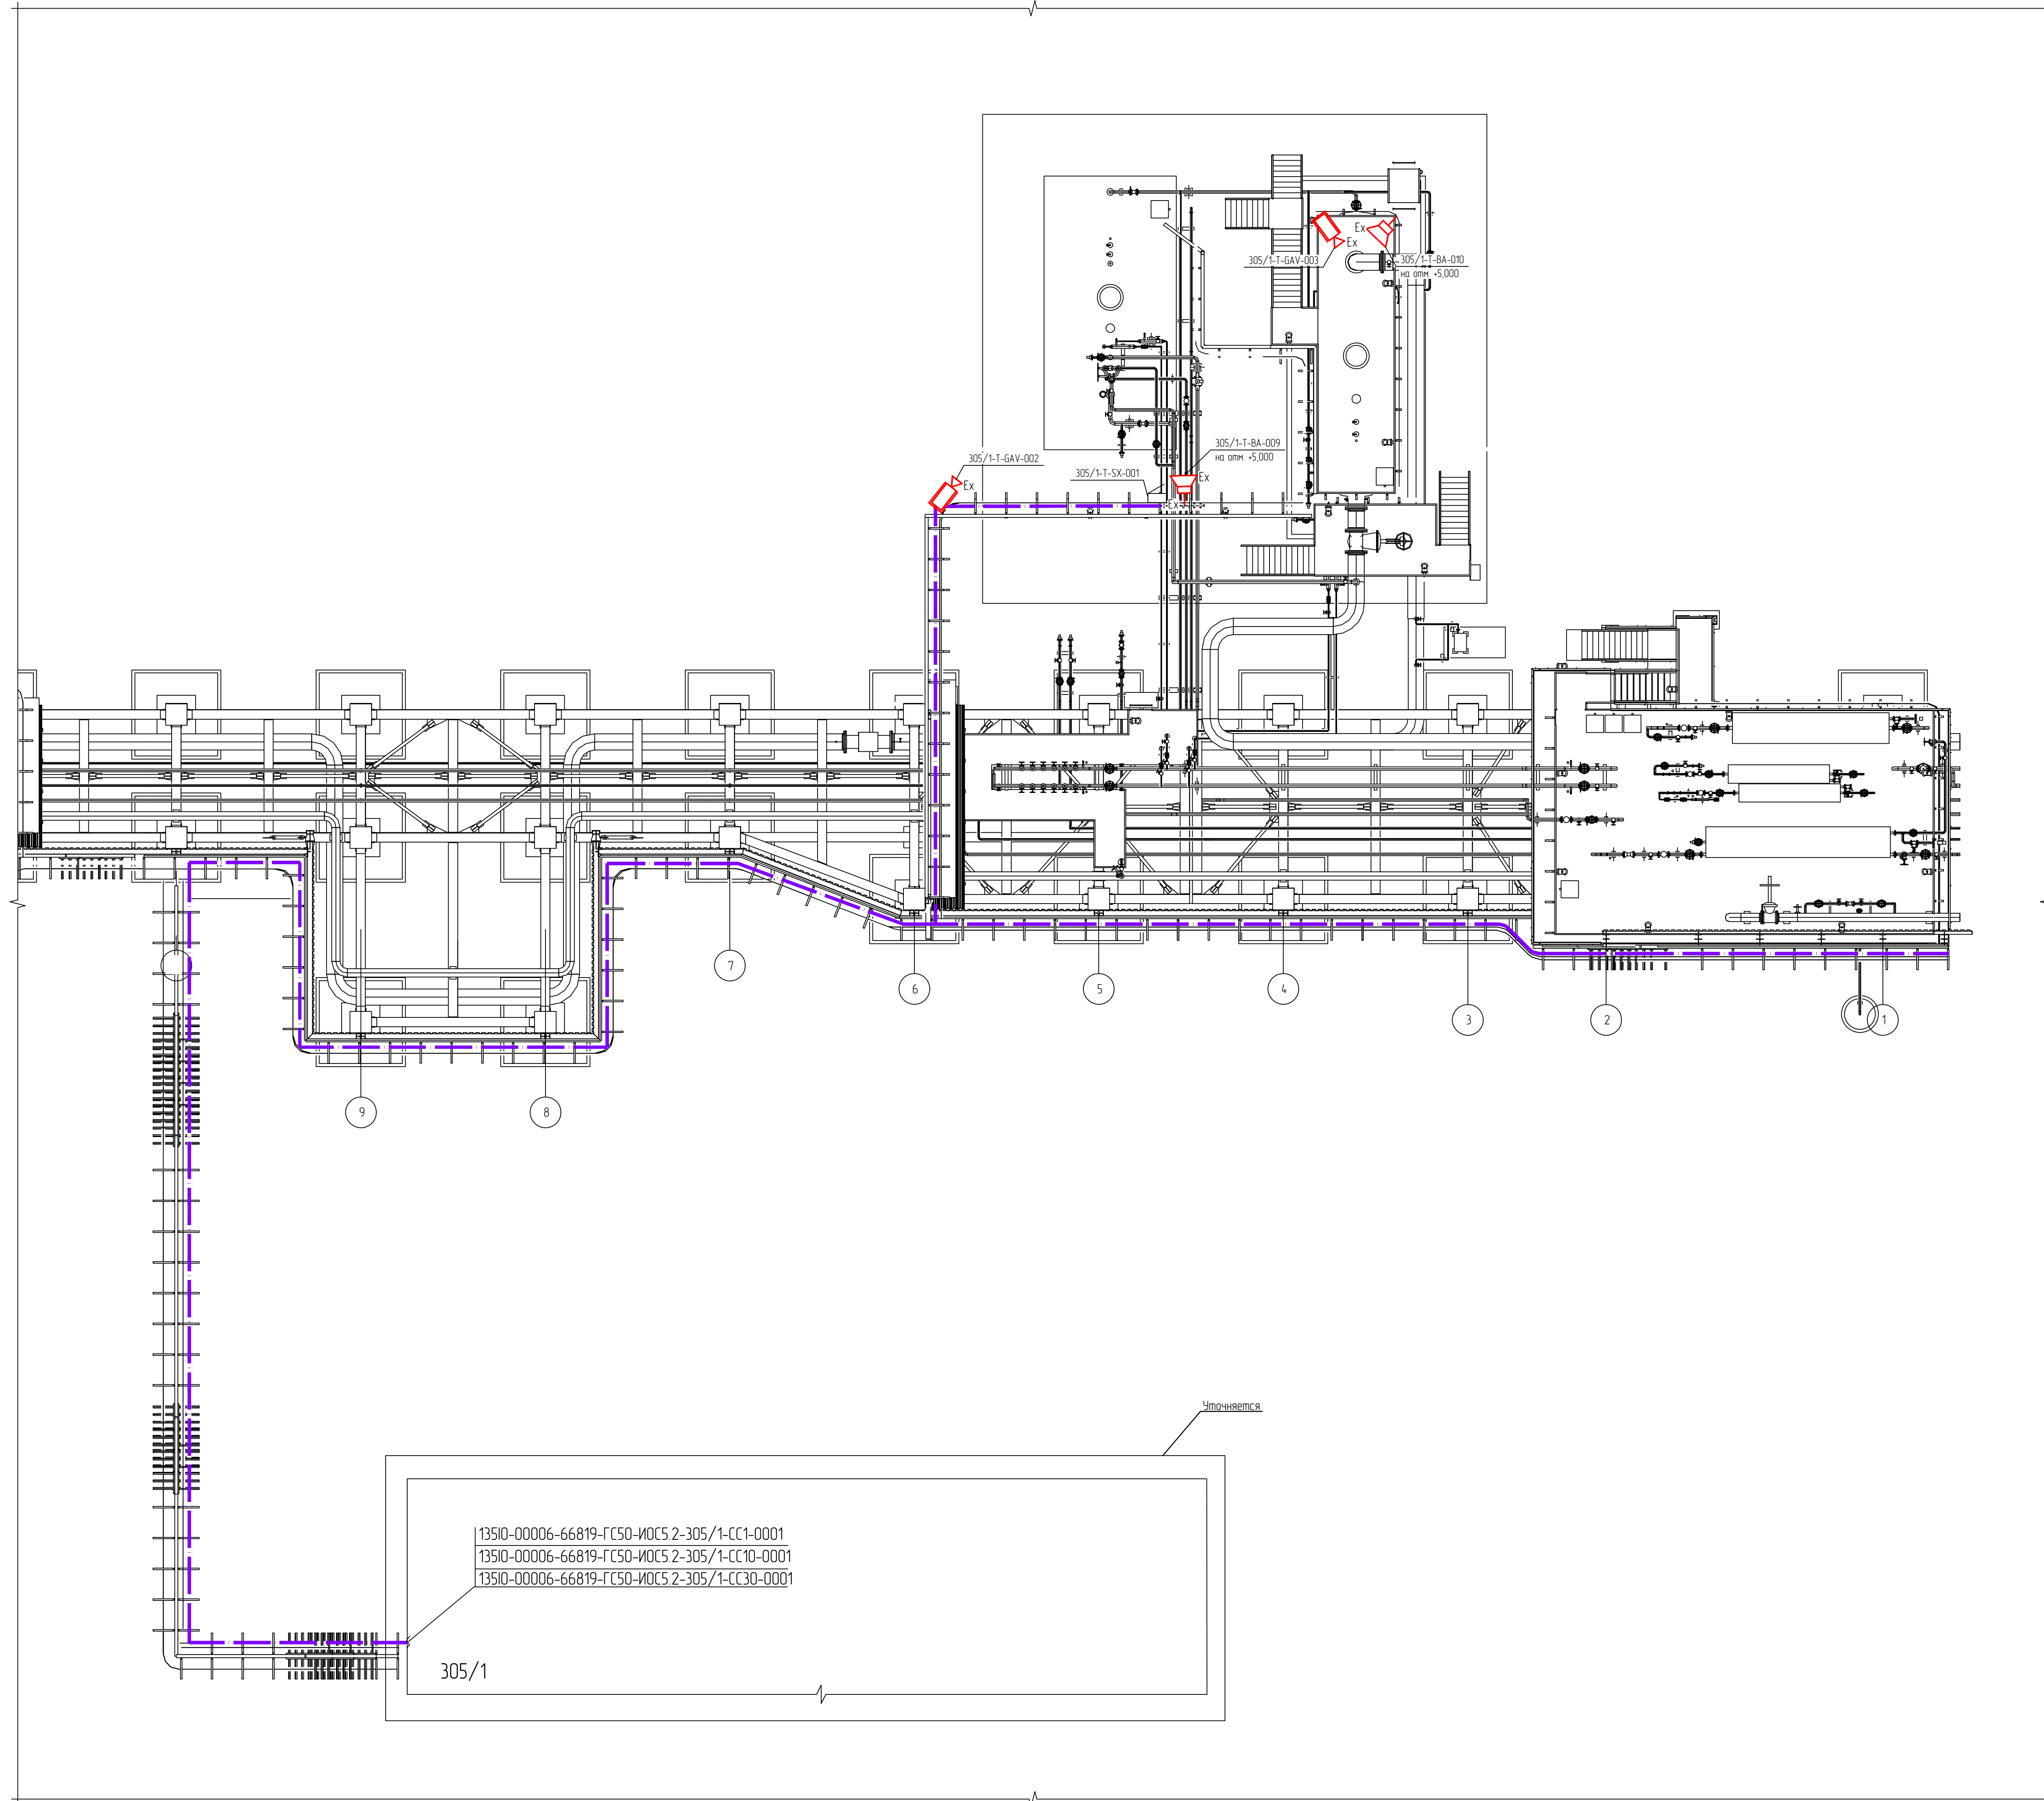 Ex
Ex
305/1-T-GAV-003
305/1-T-BA-010
на отм. +5,000
305/1-T-BA-009
на отм. +5,000
305/1-T-GAV-002
305/1-T-SX-001
Ex
Ex
Ex
7
6
5
4
3
2
1
9
8
Уточняется
1351О-00006-66819-ГС50-ИОС5.2-305/1-СС1-0001
1351О-00006-66819-ГС50-ИОС5.2-305/1-СС10-0001
1351О-00006-66819-ГС50-ИОС5.2-305/1-СС30-0001
305/1